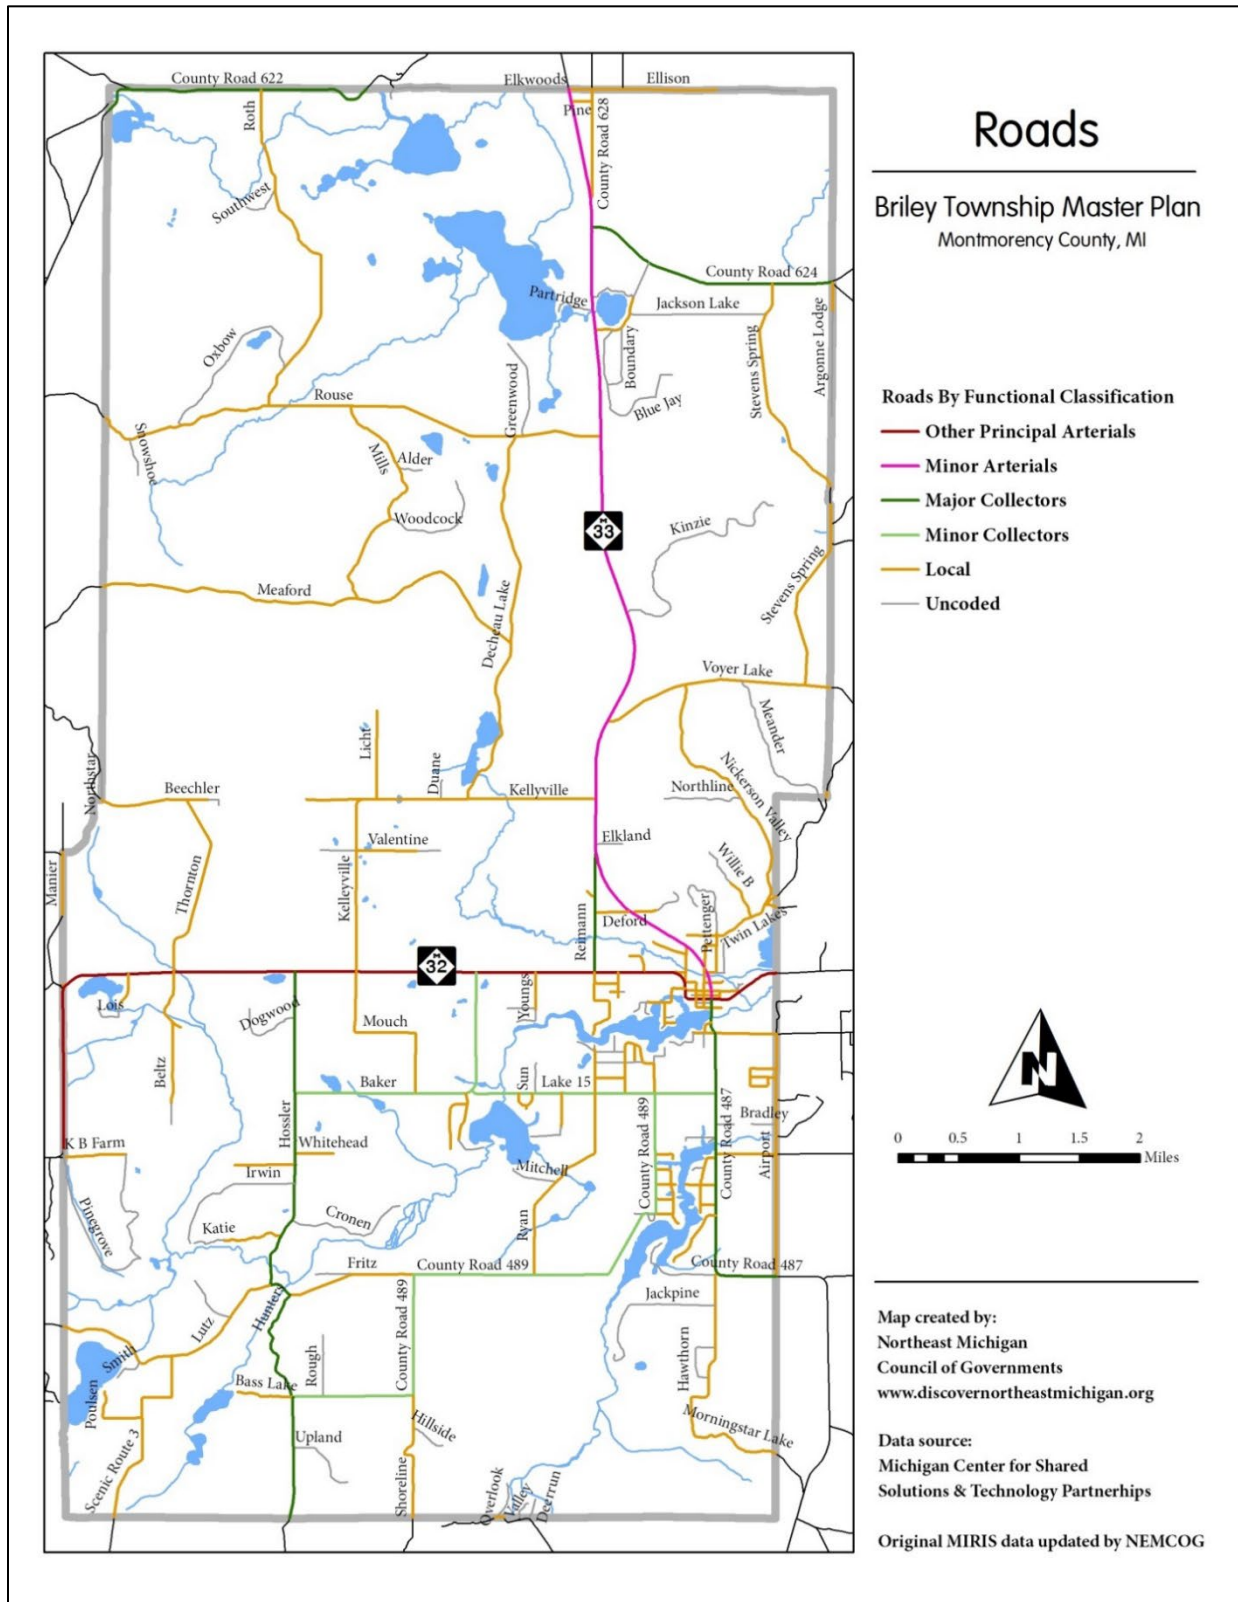 Roads
Briley Township Master Plan
Montmorency County, MI
Roads By Functional Classification
Other Principal Arterials
Minor Arterials
Major Collectors
Minor Collectors
Local
Uncoded
County Road 622
Elkwoods
Ellison
Roth
Pine
County Road 628
Southwest
County Road 624
Partridge
Jackson Lake
Argonne Lodge
Oxbow
Boundary
Stevens Spring
Rouse
Greenwood
Blue Jay
Snowshoe
Mills
Alder
Woodcock
M
33
Kinzie
Meaford
Decheau Lake
Stevens Spring
Voyer Lake
Meander
Licht
Northstar
Beechler
Duane
Kellyville
Northline
Nickerson Valley
Valentine
Elkland
Willie B
Manier
Thornton
Kelleyville
Reimann
Deford
Pettenger
Twin Lakes
M
32
Lois
Dogwood
Mouch
Youngs
Beltz
Baker
Sun
Lake 15
Hossler
County Road 489
County Road 487
Bradley
Airport
K B Farm
Whitehead
Irwin
Mitchell
Pinegrove
Katie
Cronen
Ryan
Fritz
County Road 489
County Road 487
Hunters
Lutz
County Road 489
Jackpine
Smith
Rough
Hawthorn
Poulsen
Bass Lake
Hillside
Morningstar Lake
Scenic Route 3
Upland
Shoreline
Overlook
Valley
Deerrun
N
0 0.5 1 1.5 2
Miles
Map created by:
Northeast Michigan
Council of Governments
www.discovernortheastmichigan.org
Data source:
Michigan Center for Shared
Solutions & Technology Partnerhips
Original MIRIS data updated by NEMCOG